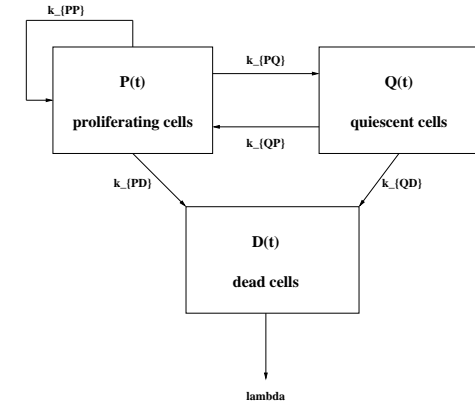 k_{PP}
P(t)
proliferating cells
k_{PQ}
Q(t)
quiescent cells
k_{QP}
k_{PD}
k_{QD}
D(t)
dead cells
lambda